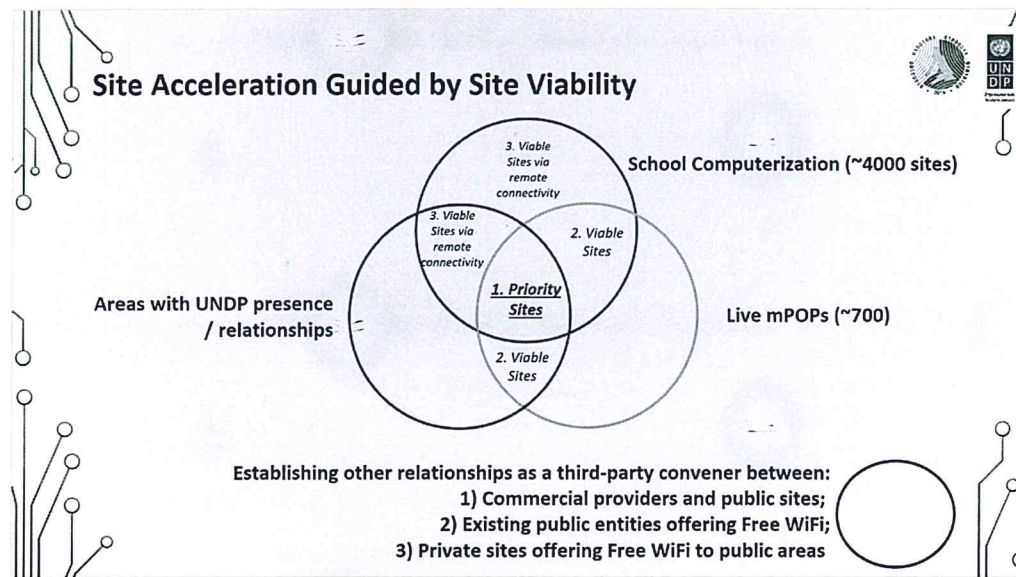 Site Acceleration Guided by Site Viability
UN
DP
3. Viable
Sites via
remote
connectivity
School Computerization (~4000 sites)
3. Viable
Sites via
remote
connectivity
2. Viable
Sites
1. Priority
Sites
Areas with UNDP presence
/ relationships
Live mPOPs (~700)
2. Viable
Sites
Establishing other relationships as a third-party convener between:
1) Commercial providers and public sites;
2) Existing public entities offering Free WiFi;
3) Private sites offering Free WiFi to public areas